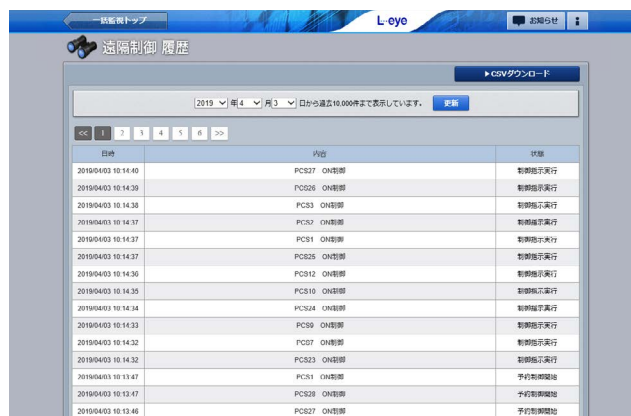 一括監視トップ
L·eye
お知らせ
遠隔制御 履歴
▶CSVダウンロード
2019 年 4 月 3 日から過去10,000件まで表示しています。 更新
<< 1 2 3 4 5 6 >>
日時 内容 状態
2019/04/03 10:14:40 PCS27 ON制御 制御指示実行
2019/04/03 10:14:39 PCS26 ON制御 制御指示実行
2019/04/03 10:14:38 PCS3 ON制御 制御指示実行
2019/04/03 10:14:37 PCS2 ON制御 制御指示実行
2019/04/03 10:14:37 PCS1 ON制御 制御指示実行
2019/04/03 10:14:37 PCS25 ON制御 制御指示実行
2019/04/03 10:14:36 PCS12 ON制御 制御指示実行
2019/04/03 10:14:35 PCS10 ON制御 制御指示実行
2019/04/03 10:14:34 PCS24 ON制御 制御指示実行
2019/04/03 10:14:33 PCS9 ON制御 制御指示実行
2019/04/03 10:14:32 PCS7 ON制御 制御指示実行
2019/04/03 10:14:32 PCS23 ON制御 制御指示実行
2019/04/03 10:13:47 PCS1 ON制御 予約制御開始
2019/04/03 10:13:47 PCS28 ON制御 予約制御開始
2019/04/03 10:13:46 PCS27 ON制御 予約制御開始